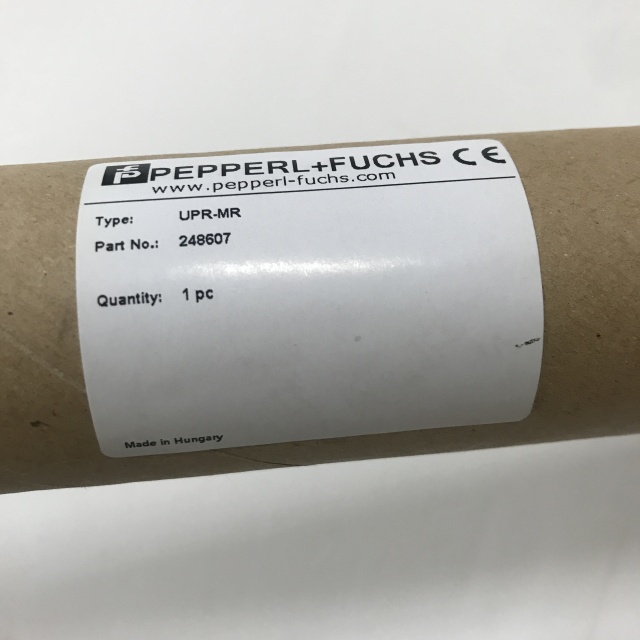 PEPPERL+FUCHS CE
www.pepperl-fuchs.com
Type: UPR-MR
Part No.: 248607
Quantity: 1 pc
Made in Hungary